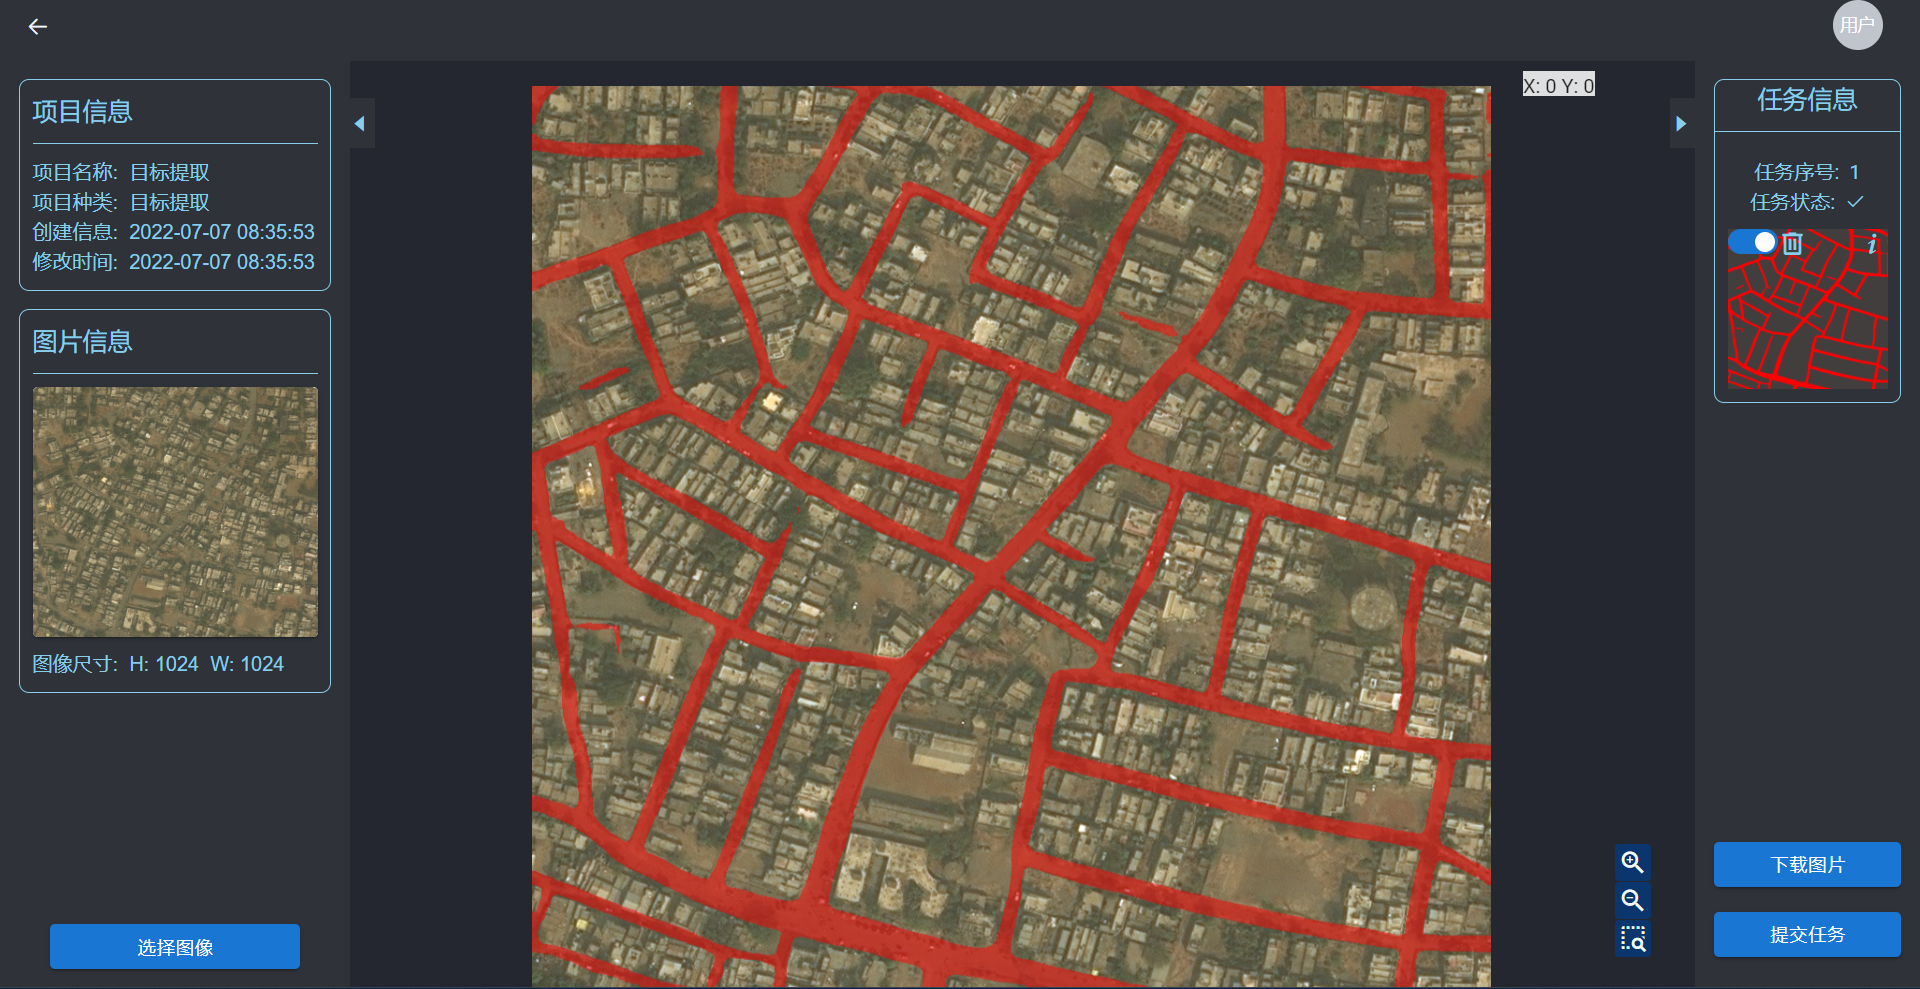 用户
项目信息
项目名称: 目标提取
项目种类: 目标提取
创建信息: 2022-07-07 08:35:53
修改时间: 2022-07-07 08:35:53
图片信息
图像尺寸: H: 1024 W: 1024
选择图像
X: 0 Y: 0
任务信息
任务序号: 1
任务状态: ✓
i
下载图片
提交任务